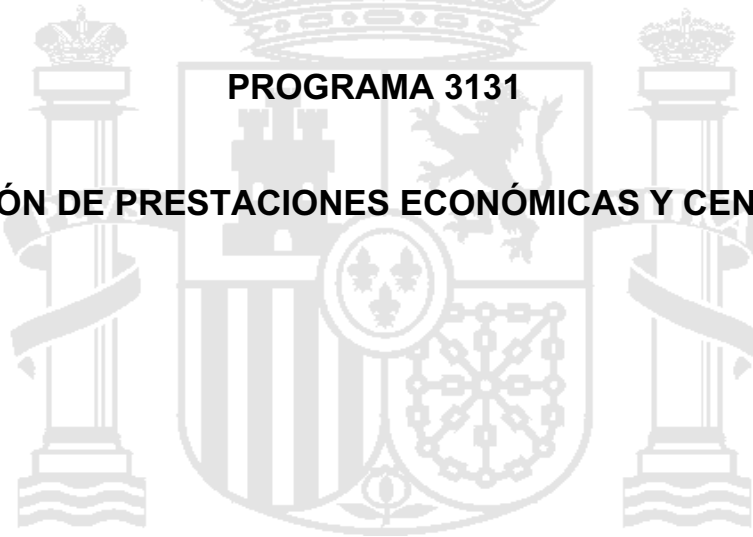 PROGRAMA 3131
ÓN DE PRESTACIONES ECONÓMICAS Y CEN